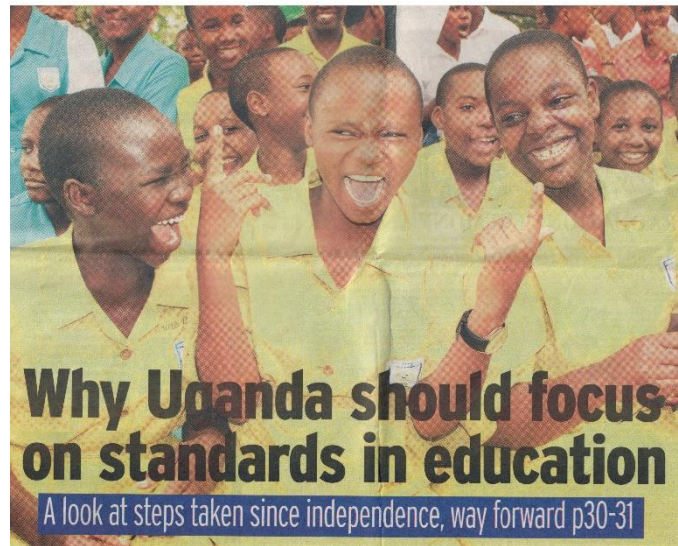 Why Uganda should focus
on standards in education
A look at steps taken since independence, way forward p30-31